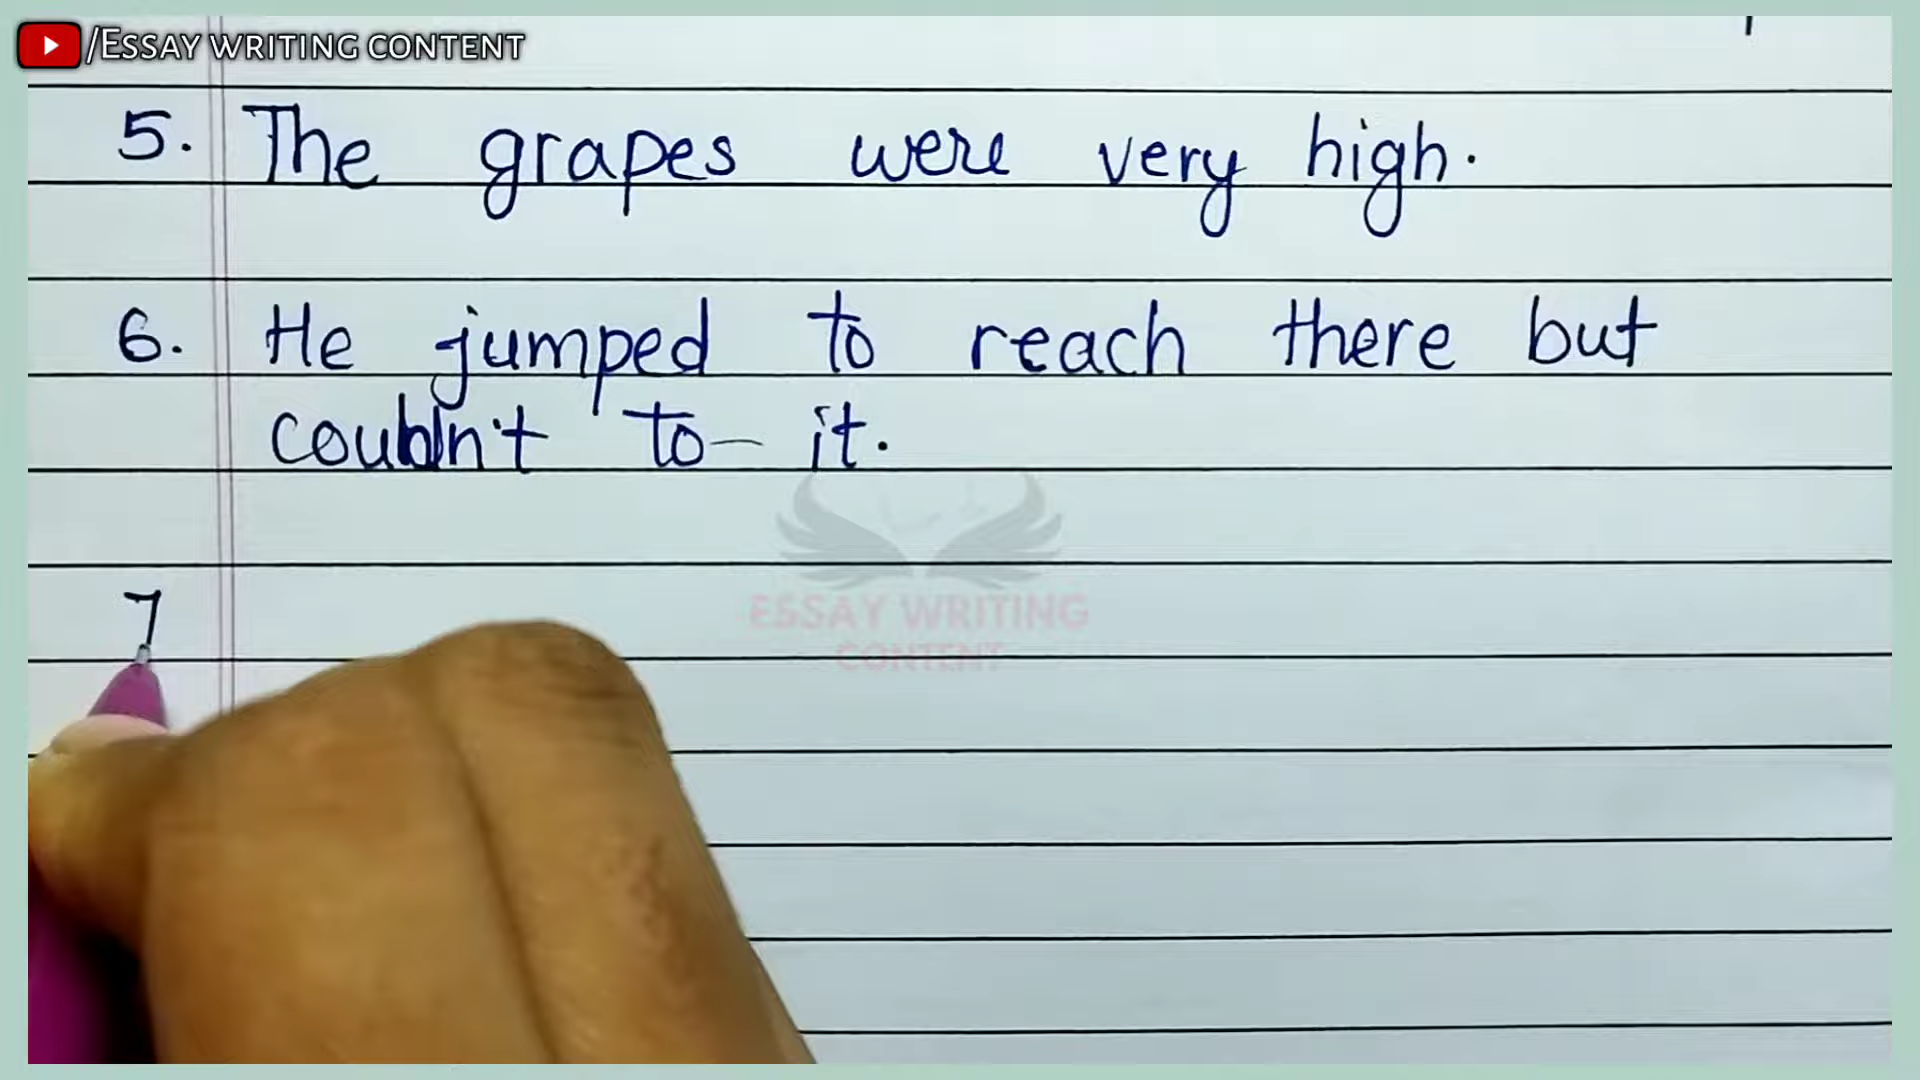 /ESSAY WRITING CONTENT
5. The grapes were very high.
6. He jumped to reach there but
couldn't to it.
ESSAY WRITING
CONTENT
7